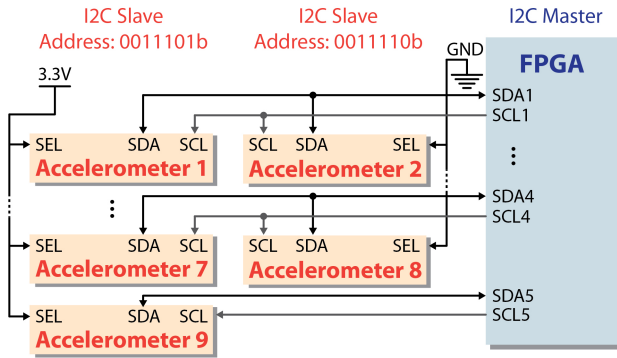 I2C Slave
Address: 0011101b
I2C Slave
Address: 0011110b
I2C Master
GND
FPGA
3.3V
SDA1
SCL1
SEL SDA SCL
Accelerometer 1
SCL SDA SEL
Accelerometer 2
SDA4
SCL4
SEL SDA SCL
Accelerometer 7
SCL SDA SEL
Accelerometer 8
SDA5
SCL5
SEL SDA SCL
Accelerometer 9